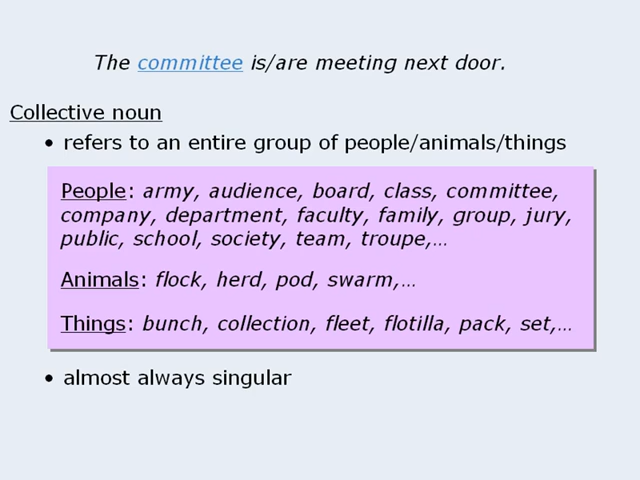 The committee is/are meeting next door.
Collective noun
• refers to an entire group of people/animals/things
People: army, audience, board, class, committee,
company, department, faculty, family, group, jury,
public, school, society, team, troupe,…
Animals: flock, herd, pod, swarm,…
Things: bunch, collection, fleet, flotilla, pack, set,…
• almost always singular